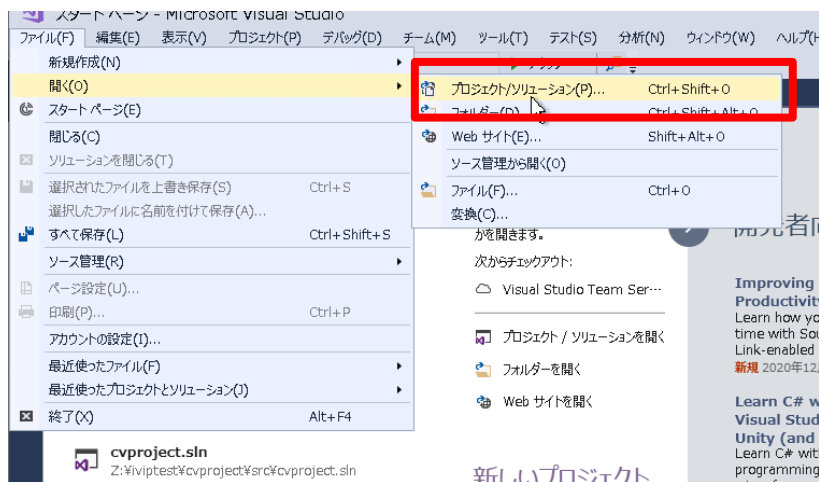 スタート ページ - Microsoft Visual Studio
ファイル(F) 編集(E) 表示(V) プロジェクト(P) デバッグ(D) チーム(M) ツール(T) テスト(S) 分析(N) ウィンドウ(W) ヘルプ(H
新規作成(N)
開く(O)
プロジェクト/ソリューション(P)... Ctrl+Shift+O
スタート ページ(E)
フォルダー(D)... Ctrl+Shift+Alt+O
閉じる(C)
Web サイト(E)... Shift+Alt+O
ソリューションを閉じる(T)
ソース管理から開く(O)
選択されたファイルを上書き保存(S) Ctrl+S
ファイル(F)... Ctrl+O
選択したファイルに名前を付けて保存(A)...
変換(C)...
すべて保存(L) Ctrl+Shift+S
かを開きます。
開発者向
ソース管理(R)
次からチェックアウト:
ページ設定(U)...
Visual Studio Team Ser...
Improving
Productivity
印刷(P)... Ctrl+P
Learn how yo
time with Sou
アカウントの設定(I)...
プロジェクト / ソリューションを開く
Link-enabled
最近使ったファイル(F)
フォルダーを開く
新規 2020年12
最近使ったプロジェクトとソリューション(J)
Web サイトを開く
Learn C# w
終了(X) Alt+F4
Visual Stud
Unity (and
cvproject.sln
Learn C# wit
Z:¥iviptest¥cvproject¥src¥cvproject.sln
新しいプロジェクト
programming